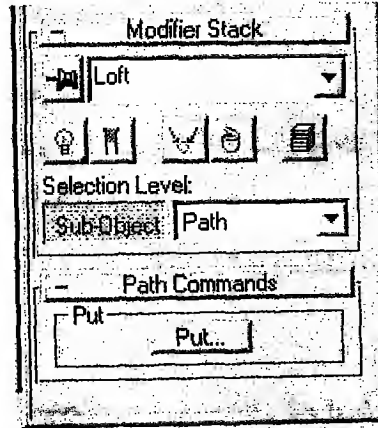 Modifier Stack
Loft
Selection Level:
Sub-Object Path
Path Commands
Put
Put...